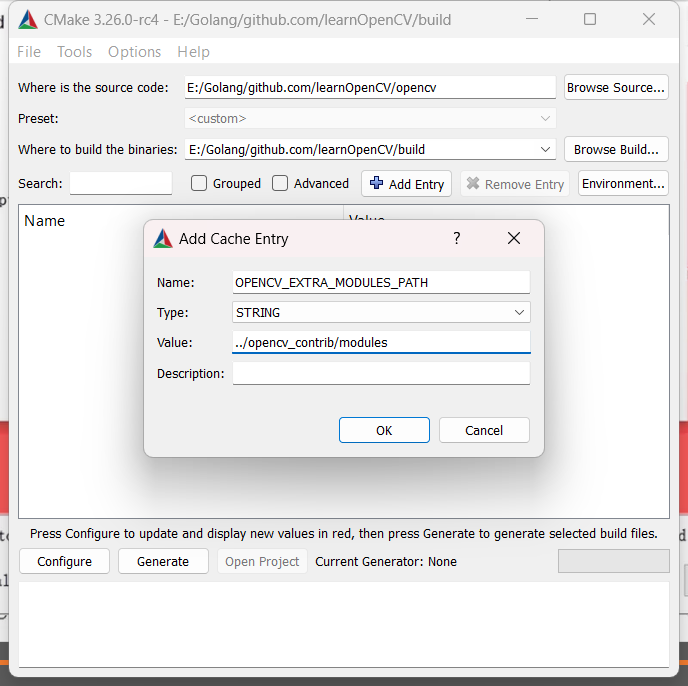 CMake 3.26.0-rc4 - E:/Golang/github.com/learnOpenCV/build
File Tools Options Help
Where is the source code: E:/Golang/github.com/learnOpenCV/opencv Browse Source...
Preset: <custom>
Where to build the binaries: E:/Golang/github.com/learnOpenCV/build Browse Build...
Search: Grouped Advanced Add Entry Remove Entry Environment...
Name Value
Add Cache Entry ?
Name: OPENCV_EXTRA_MODULES_PATH
Type: STRING
Value: ../opencv_contrib/modules
Description:
OK Cancel
Press Configure to update and display new values in red, then press Generate to generate selected build files.
Configure Generate Open Project Current Generator: None